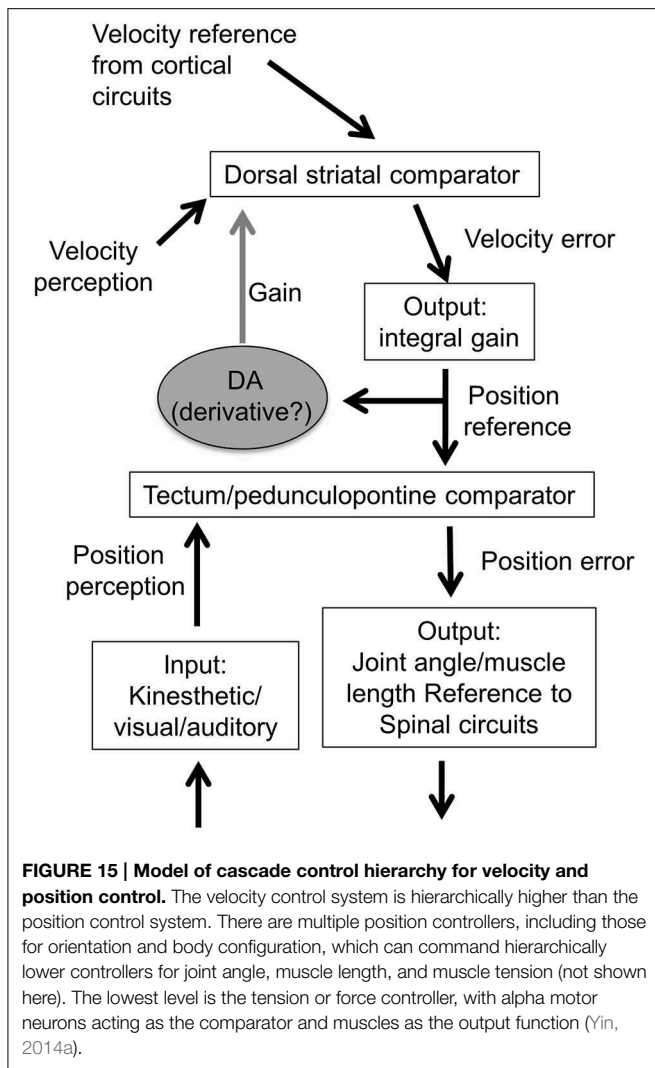 Velocity reference
from cortical
circuits
Dorsal striatal comparator
Velocity
perception
Gain
Velocity error
Output:
integral gain
DA
(derivative?)
Position
reference
Tectum/pedunculopontine comparator
Position
perception
Position error
Input:
Kinesthetic/
visual/auditory
Output:
Joint angle/muscle
length Reference to
Spinal circuits
FIGURE 15 | Model of cascade control hierarchy for velocity and
position control. The velocity control system is hierarchically higher than the
position control system. There are multiple position controllers, including those
for orientation and body configuration, which can command hierarchically
lower controllers for joint angle, muscle length, and muscle tension (not shown
here). The lowest level is the tension or force controller, with alpha motor
neurons acting as the comparator and muscles as the output function (Yin,
2014a).